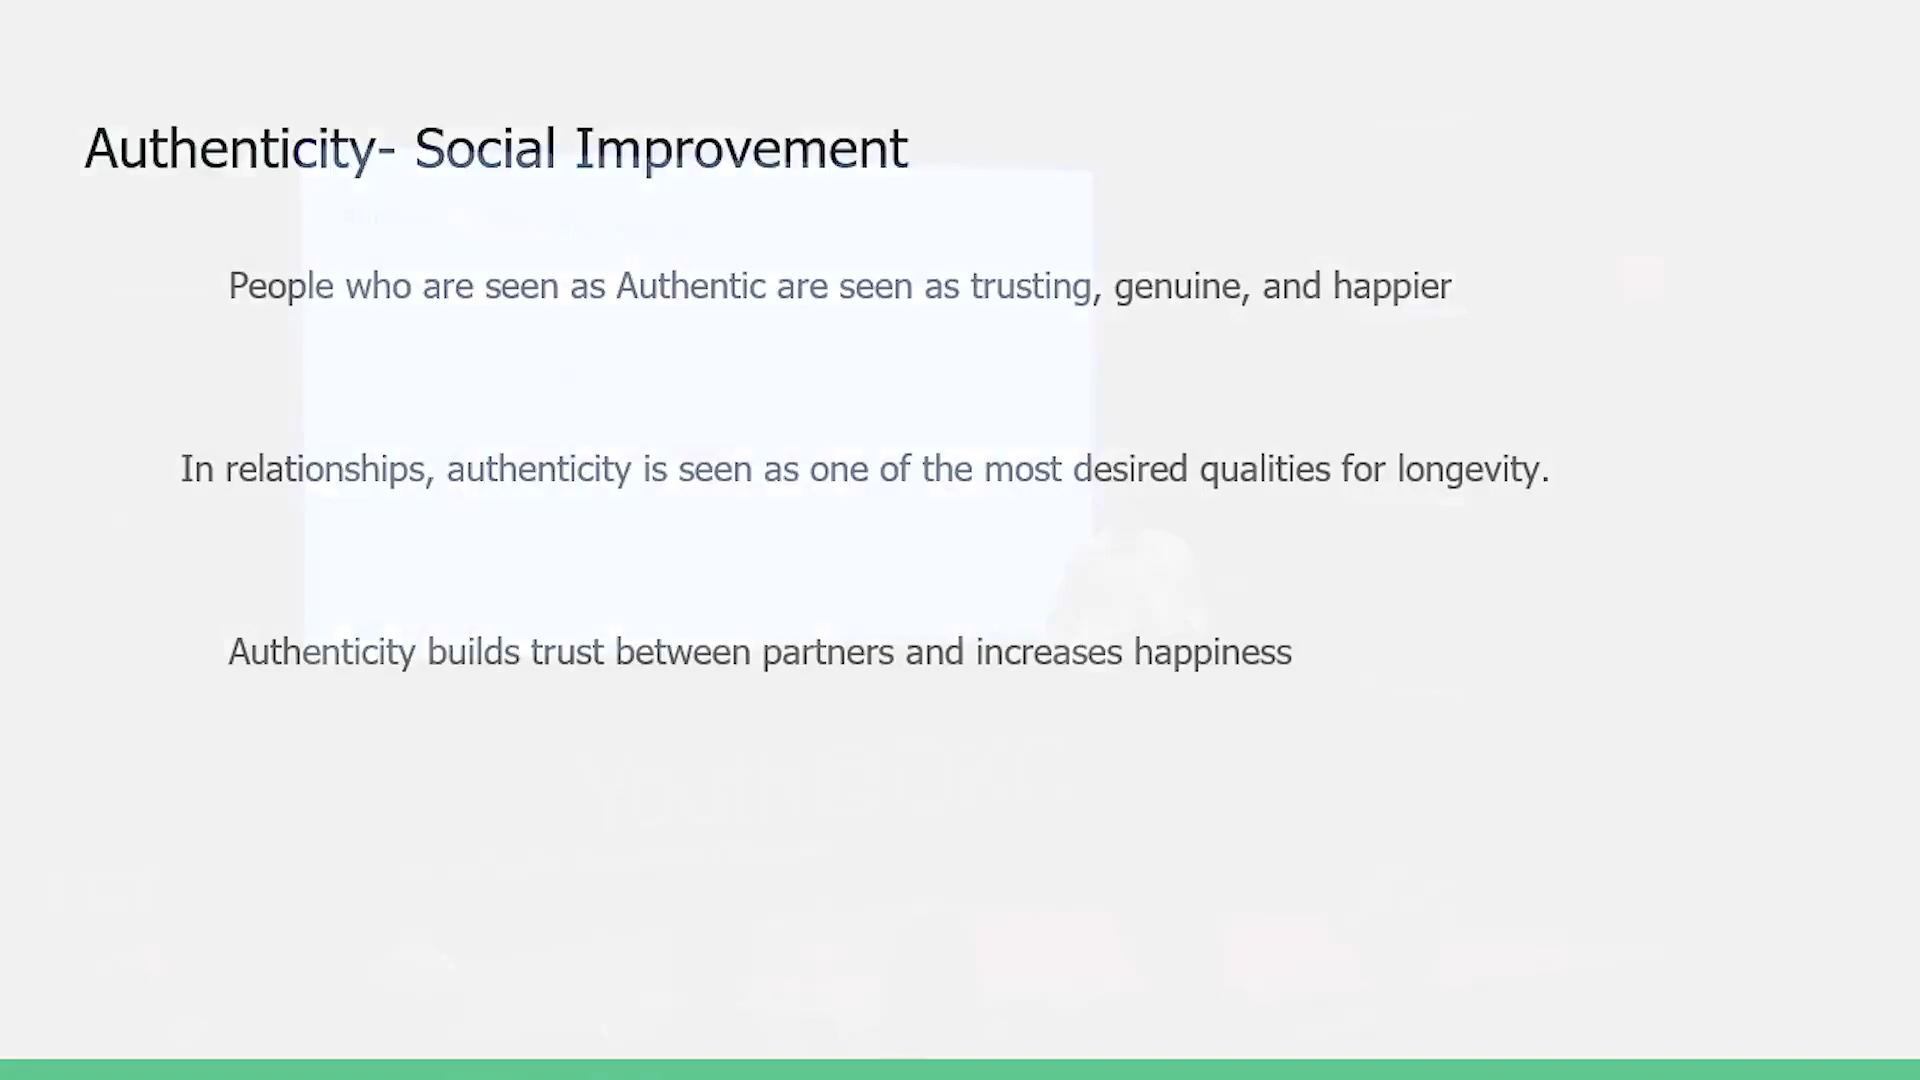 Authenticity- Social Improvement
People who are seen as Authentic are seen as trusting, genuine, and happier
In relationships, authenticity is seen as one of the most desired qualities for longevity.
Authenticity builds trust between partners and increases happiness